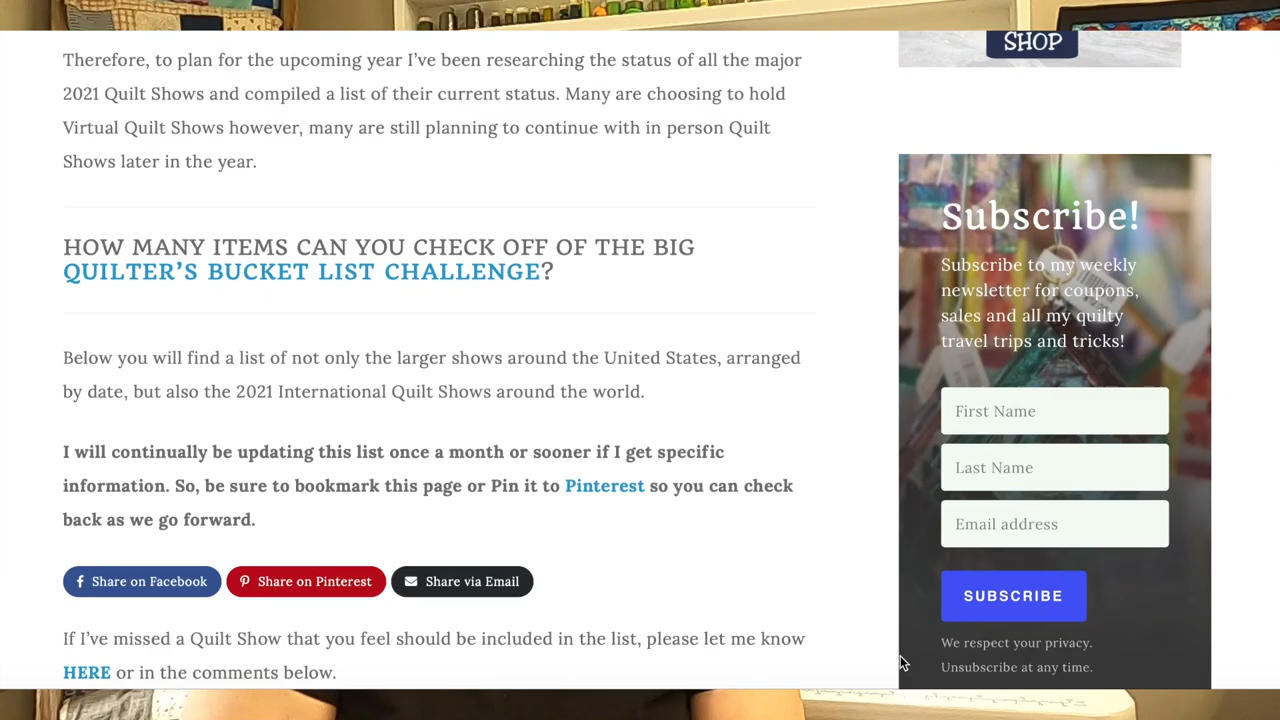 Therefore, to plan for the upcoming year I've been researching the status of all the major
2021 Quilt Shows and compiled a list of their current status. Many are choosing to hold
Virtual Quilt Shows however, many are still planning to continue with in person Quilt
Shows later in the year.
HOW MANY ITEMS CAN YOU CHECK OFF OF THE BIG
QUILTER'S BUCKET LIST CHALLENGE?
Below you will find a list of not only the larger shows around the United States, arranged
by date, but also the 2021 International Quilt Shows around the world.
I will continually be updating this list once a month or sooner if I get specific
information. So, be sure to bookmark this page or Pin it to Pinterest so you can check
back as we go forward.
Share on Facebook Share on Pinterest Share via Email
If I've missed a Quilt Show that you feel should be included in the list, please let me know
HERE or in the comments below.
SHOP
Subscribe!
Subscribe to my weekly
newsletter for coupons,
sales and all my quilty
travel trips and tricks!
First Name
Last Name
Email address
SUBSCRIBE
We respect your privacy.
Unsubscribe at any time.